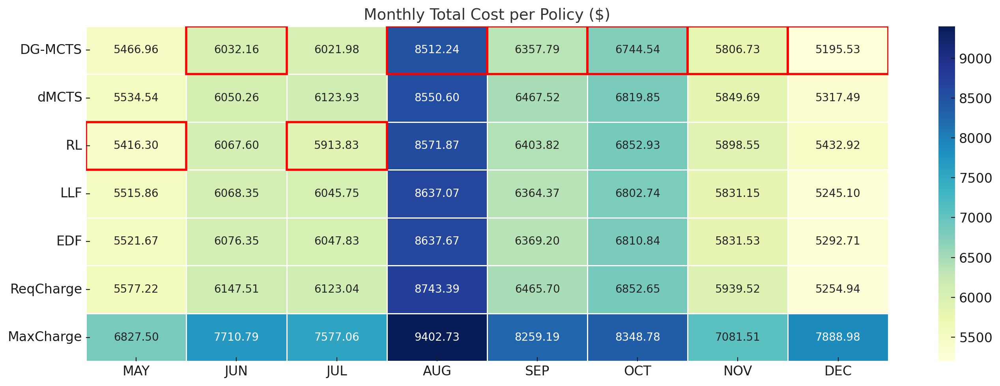 Monthly Total Cost per Policy ($)
DG-MCTS 5466.96 6032.16 6021.98 8512.24 6357.79 6744.54 5806.73 5195.53
dMCTS 5534.54 6050.26 6123.93 8550.60 6467.52 6819.85 5849.69 5317.49
RL 5416.30 6067.60 5913.83 8571.87 6403.82 6852.93 5898.55 5432.92
LLF 5515.86 6068.35 6045.75 8637.07 6364.37 6802.74 5831.15 5245.10
EDF 5521.67 6076.35 6047.83 8637.67 6369.20 6810.84 5831.53 5292.71
ReqCharge 5577.22 6147.51 6123.04 8743.39 6465.70 6852.65 5939.52 5254.94
MaxCharge 6827.50 7710.79 7577.06 9402.73 8259.19 8348.78 7081.51 7888.98
MAY JUN JUL AUG SEP OCT NOV DEC
9000
8500
8000
7500
7000
6500
6000
5500